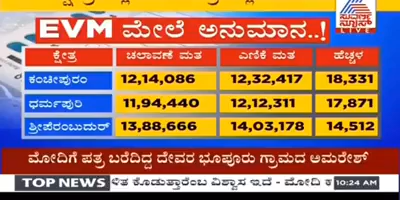 EVM ಮೇಲೆ ಅನುಮಾನ..!
ಕ್ಷೇತ್ರ ಚಲಾವಣೆ ಮತ ಎಣಿಕೆ ಮತ ಹೆಚ್ಚಳ
ಕಂಚೀಪುರಂ 12,14,086 12,32,417 18,331
ಧರ್ಮಪುರಿ 11,94,440 12,12,311 17,871
ಶ್ರೀಪೆರಂಬುದುರ್ 13,88,666 14,03,178 14,512
ಮೋದಿಗೆ ಪತ್ರ ಬರೆದಿದ್ದ ದೇವರ ಭೂಪೂರು ಗ್ರಾಮದ ಅಮರೇಶ್
TOP NEWS ಳಿತ ಕೊಡುತ್ತಾರೆಂಬ ವಿಶ್ವಾಸ ಇದೆ - ಮೋದಿ ಕ 10:24 AM